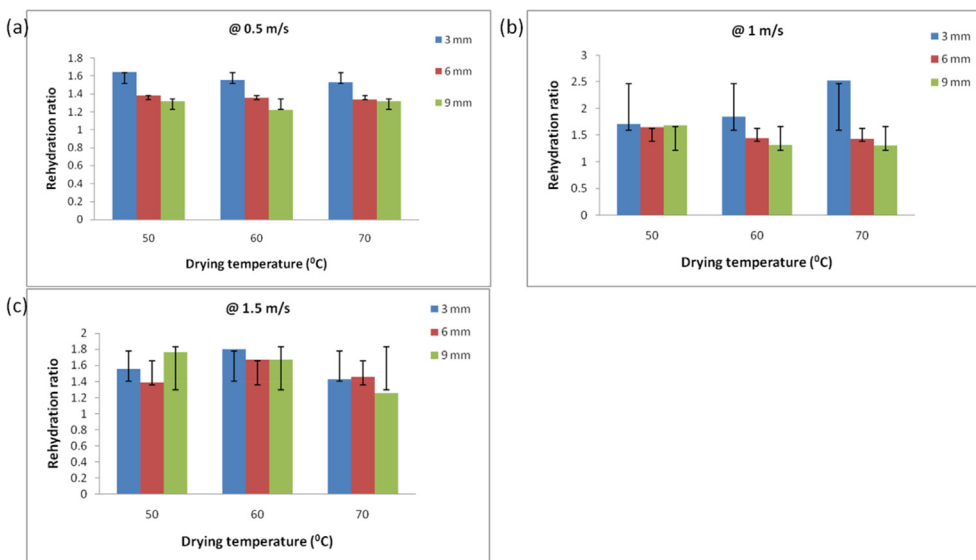 (a)
@ 0.5 m/s
Rehydration ratio
1.8
1.6
1.4
1.2
1
0.8
0.6
0.4
0.2
0
50 60 70
Drying temperature (⁰C)
3 mm
6 mm
9 mm
(b)
@ 1 m/s
Rehydration ratio
3
2.5
2
1.5
1
0.5
0
50 60 70
Drying temperature (⁰C)
3 mm
6 mm
9 mm
(c)
@ 1.5 m/s
Rehydration ratio
2
1.8
1.6
1.4
1.2
1
0.8
0.6
0.4
0.2
0
50 60 70
Drying temperature (⁰C)
3 mm
6 mm
9 mm